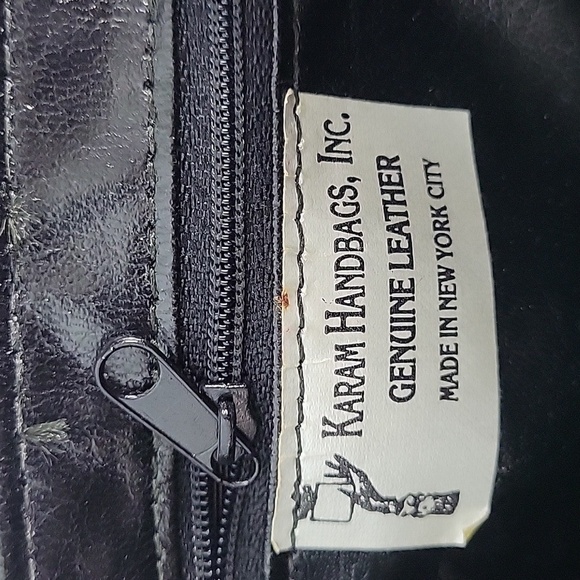 KARAM HANDBAGS, INC.
GENUINE LEATHER
MADE IN NEW YORK CITY